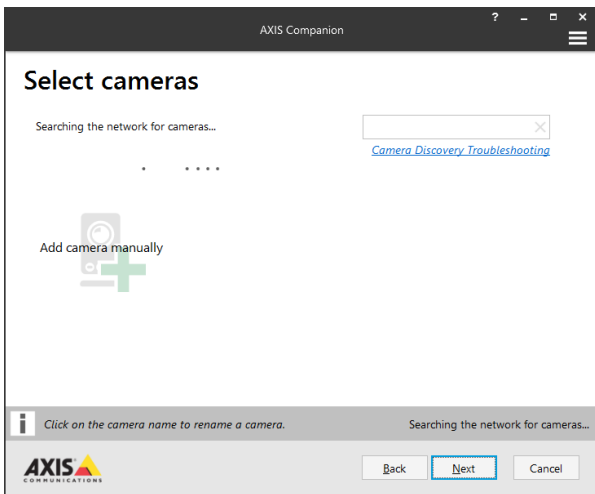 AXIS Companion
?
Select cameras
Searching the network for cameras...
Camera Discovery Troubleshooting
Add camera manually
i
Click on the camera name to rename a camera.
Searching the network for cameras...
AXIS
COMMUNICATIONS
Back
Next
Cancel